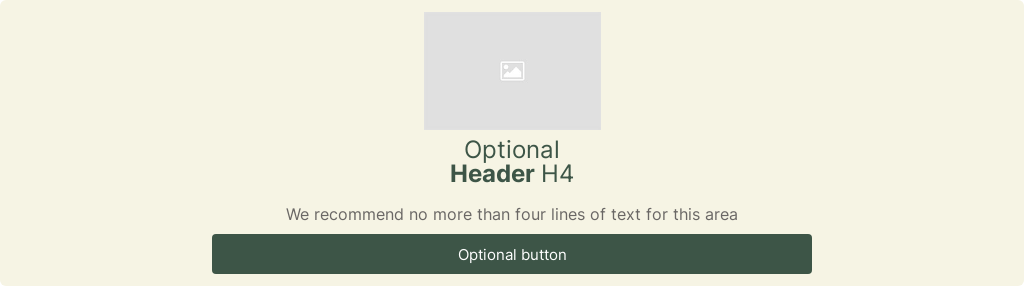 Optional
Header H4
We recommend no more than four lines of text for this area
Optional button